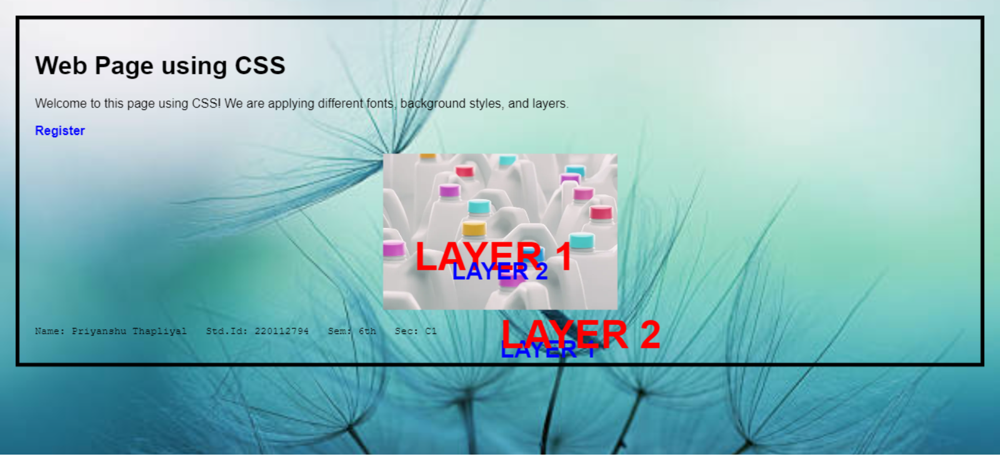 Web Page using CSS
Welcome to this page using CSS! We are applying different fonts, background styles, and layers.
Register
LAYER 1
LAYER 2
Name: Priyanshu Thapliyal   Std.Id: 220112794   Sem: 6th   Sec: C1
LAYER 2
LAYER 1